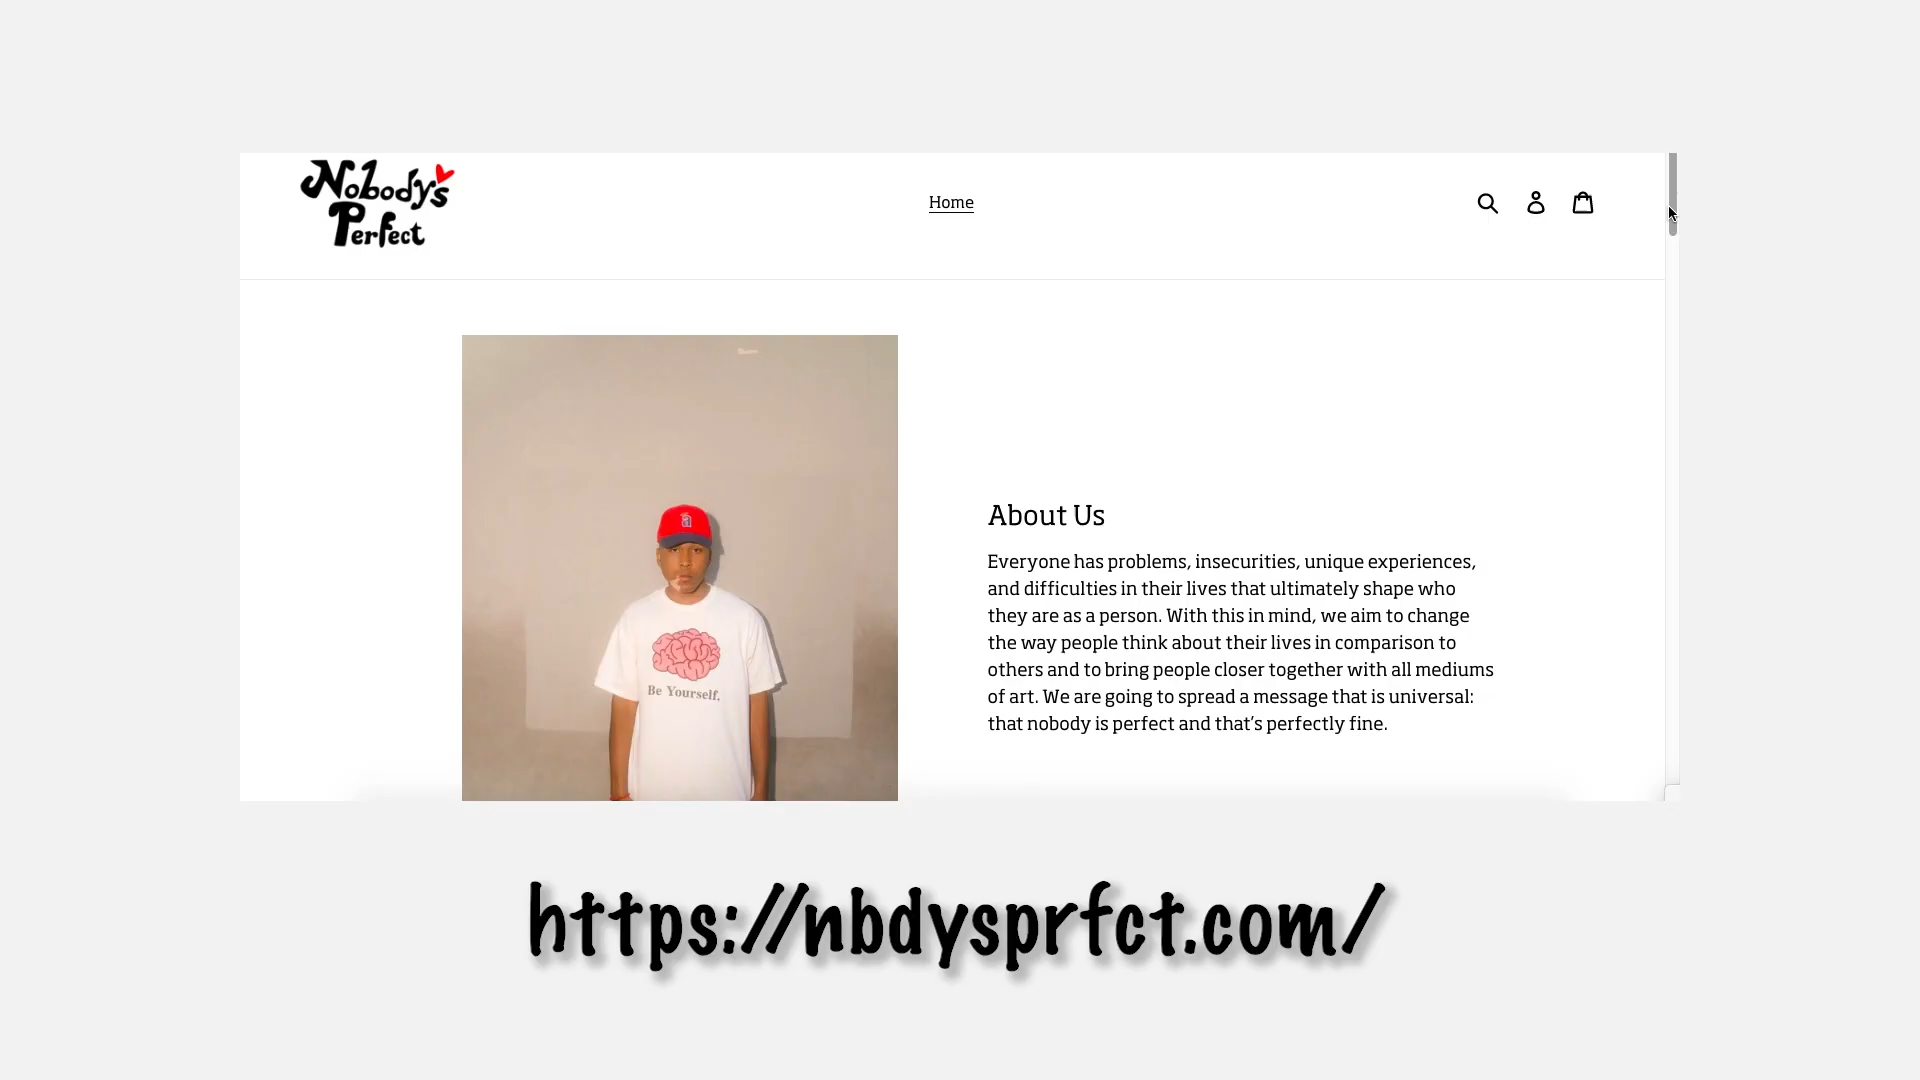 Nobody's
Perfect
Home
a
Be Yourself.
About Us
Everyone has problems, insecurities, unique experiences,
and difficulties in their lives that ultimately shape who
they are as a person. With this in mind, we aim to change
the way people think about their lives in comparison to
others and to bring people closer together with all mediums
of art. We are going to spread a message that is universal:
that nobody is perfect and that's perfectly fine.
https://nbdysprfct.com/